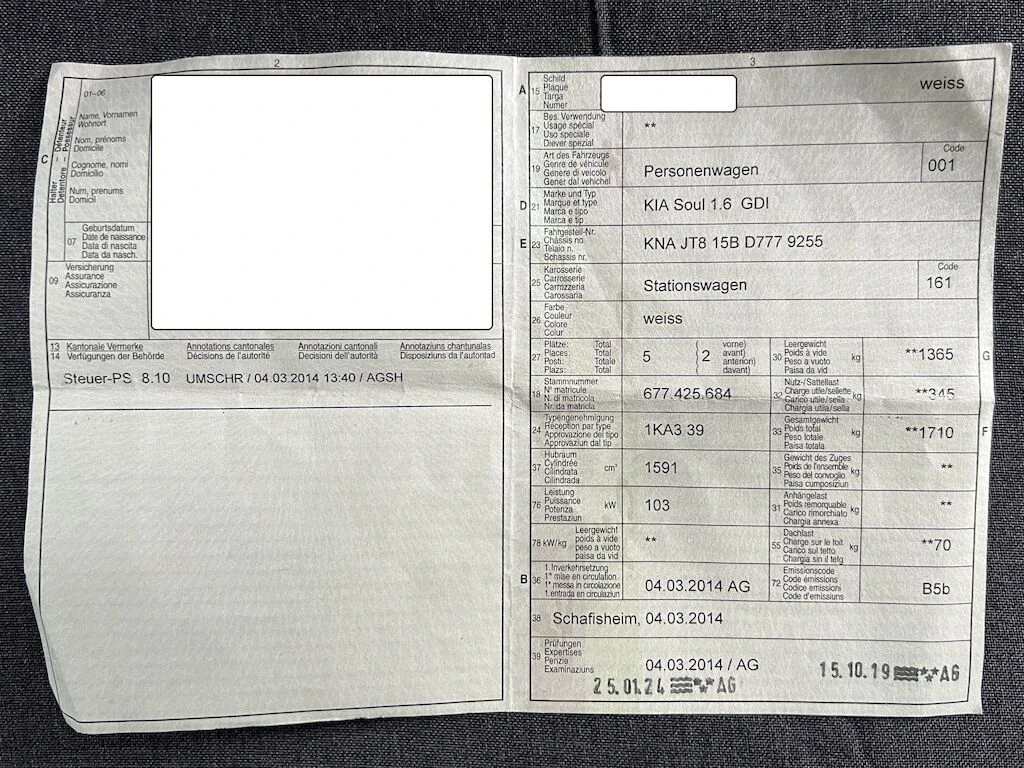 2
01–06
Name, Vornamen
Wohnort
Nom, prénoms
Domicile
Cognome, nomi
Domicilio
Num, prenums
Domicil
C
Halter – Détenteur
Detentore – Possessur
07
Geburtsdatum
Date de naissance
Data di nascita
Data da nasch.
09
Versicherung
Assurance
Assicurazione
Assicuranza
13 Kantonale Vermerke Annotations cantonales Annotazioni cantonali Annotaziuns chantunalas
14 Verfügungen der Behörde Décisions de l'autorité Decisioni dell'autorità Disposiziuns da l'autoritad
Steuer-PS 8.10 UMSCHR / 04.03.2014 13:40 / AGSH
3
A 15
Schild
Plaque
Targa
Numer
weiss
17
Bes. Verwendung
Usage spécial
Uso speciale
Diever spezial
**
19
Art des Fahrzeugs
Genre de véhicule
Genere di veicolo
Gener dal vehichel
Personenwagen
Code
001
D 21
Marke und Typ
Marque et type
Marca e tipo
Marca e tip
KIA Soul 1.6 GDI
E 23
Fahrgestell-Nr.
Châssis no
Telaio n.
Schassis nr.
KNA JT8 15B D777 9255
25
Karosserie
Carrosserie
Carrozzeria
Carossaria
Stationswagen
Code
161
26
Farbe
Couleur
Colore
Colur
weiss
27
Plätze: Total
Places: Total
Posti: Totale
Plazs: Total
5
2
vorne)
avant)
anteriori)
davant)
30
Leergewicht
Poids à vide
Peso a vuoto
Paisa da vid
kg
**1365
G
18
Stammnummer
N° matricule
N. di matricola
Nr. da matricla
677.425.684
32
Nutz-/Sattellast
Charge utile/sellette
Carico utile/sella
Chargia utila/sella
kg
**345
24
Typengenehmigung
Réception par type
Approvazione del tipo
Approvaziun dal tip
1KA3 39
33
Gesamtgewicht
Poids total
Peso totale
Paisa totala
kg
**1710
F
37
Hubraum
Cylindrée
Cilindrata
Cilindrada
cm³
1591
35
Gewicht des Zuges
Poids de l'ensemble
Peso del convoglio
Paisa cumposiziun
kg
**
76
Leistung
Puissance
Potenza
Prestaziun
kW
103
31
Anhängelast
Poids remorquable
Carico rimorchiato
Chargia annexa
kg
**
78 kW/kg
Leergewicht
poids à vide
peso a vuoto
paisa da vid
**
55
Dachlast
Charge sur le toit
Carico sul tetto
Chargia sin il tetg
kg
**70
B 36
1. Inverkehrsetzung
1re mise en circulation
1a messa in circolazione
1. entrada en circulaziun
04.03.2014 AG
72
Emissionscode
Code émissions
Codice emissioni
Code d'emissiuns
B5b
38
Schafisheim, 04.03.2014
39
Prüfungen
Expertises
Perizie
Examinaziuns
04.03.2014 / AG
15.10.19 AG
25.01.24 AG